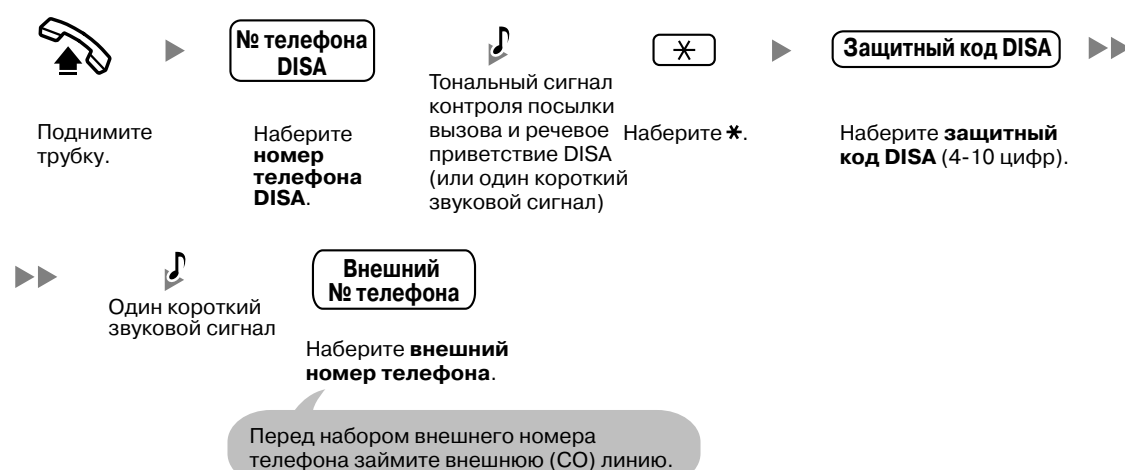 № телефона
DISA
Защитный код DISA
Поднимите
трубку.
Наберите
номер
телефона
DISA.
Тональный сигнал
контроля посылки
вызова и речевое
приветствие DISA
(или один короткий
звуковой сигнал)
Наберите *.
Наберите защитный
код DISA (4-10 цифр).
Один короткий
звуковой сигнал
Внешний
№ телефона
Наберите внешний
номер телефона.
Перед набором внешнего номера
телефона займите внешнюю (CO) линию.